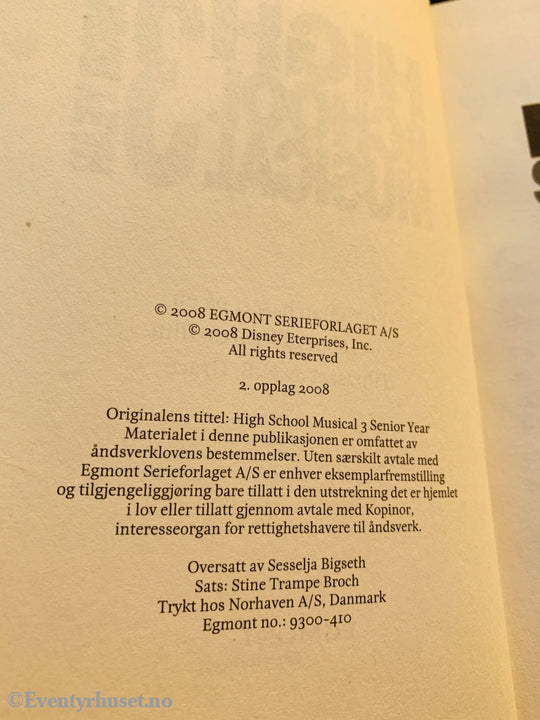 © 2008 EGMONT SERIEFORLAGET A/S
© 2008 Disney Eterprises, Inc.
All rights reserved
2. opplag 2008
Originalens tittel: High School Musical 3 Senior Year
Materialet i denne publikasjonen er omfattet av
åndsverklovens bestemmelser. Uten særskilt avtale med
Egmont Serieforlaget A/S er enhver eksemplarfremstilling
og tilgjengeliggjøring bare tillatt i den utstrekning det er hjemlet
i lov eller tillatt gjennom avtale med Kopinor,
interesseorgan for rettighetshavere til åndsverk.
Oversatt av Sesselja Bigseth
Sats: Stine Trampe Broch
Trykt hos Norhaven A/S, Danmark
Egmont no.: 9300-410
©Eventyrhuset.no